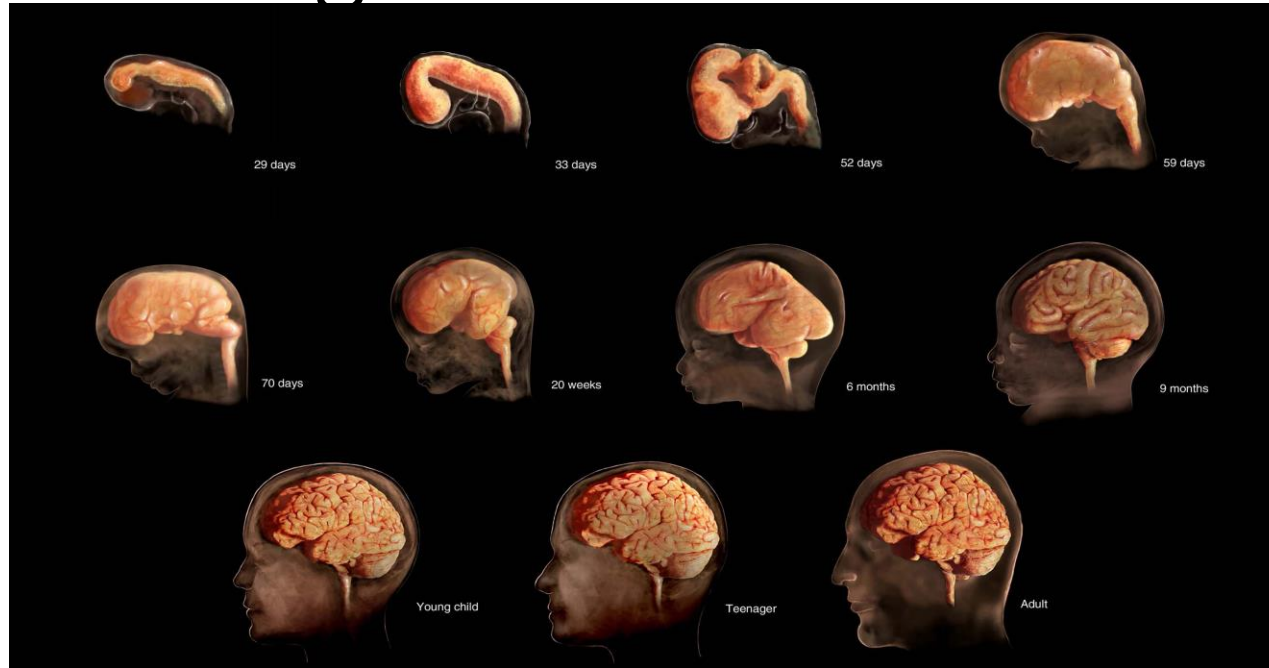 29 days
33 days
52 days
59 days
70 days
20 weeks
6 months
9 months
Young child
Teenager
Adult